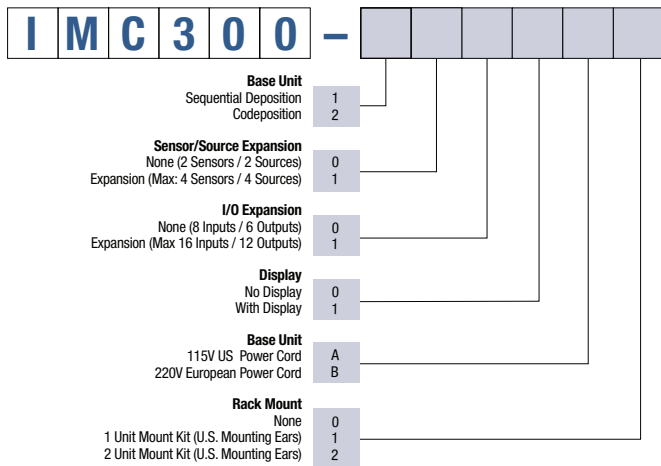 IMC300 –
Base Unit
Sequential Deposition 1
Codeposition 2
Sensor/Source Expansion
None (2 Sensors / 2 Sources) 0
Expansion (Max: 4 Sensors / 4 Sources) 1
I/O Expansion
None (8 Inputs / 6 Outputs) 0
Expansion (Max 16 Inputs / 12 Outputs) 1
Display
No Display 0
With Display 1
Base Unit
115V US Power Cord A
220V European Power Cord B
Rack Mount
None 0
1 Unit Mount Kit (U.S. Mounting Ears) 1
2 Unit Mount Kit (U.S. Mounting Ears) 2